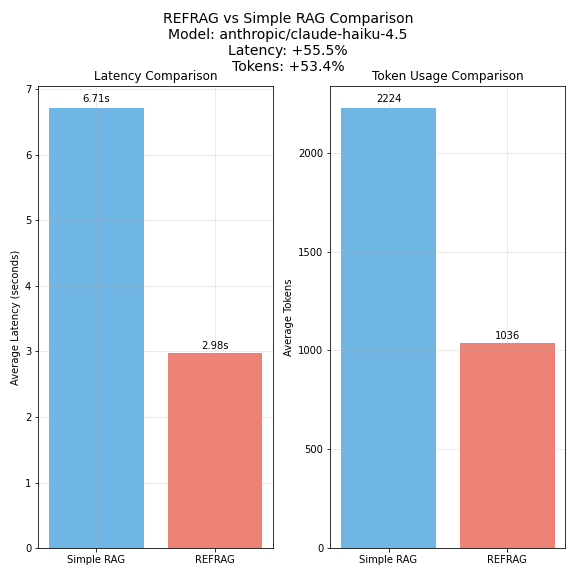 REFRAG vs Simple RAG Comparison
Model: anthropic/claude-haiku-4.5
Latency: +55.5%
Tokens: +53.4%
Latency Comparison
7
6
5
4
3
2
1
0
Average Latency (seconds)
6.71s
2.98s
Simple RAG
REFRAG
Token Usage Comparison
2000
1500
1000
500
0
Average Tokens
2224
1036
Simple RAG
REFRAG